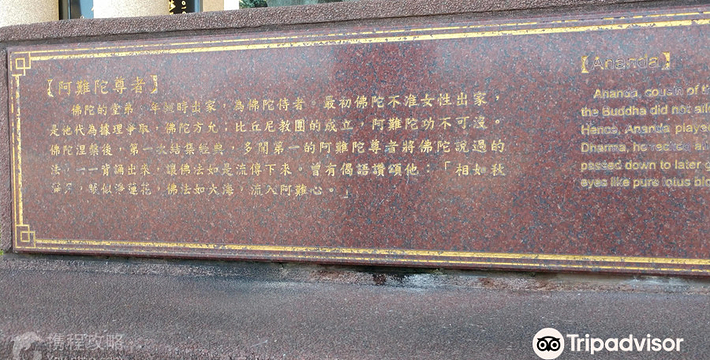 【阿難陀尊者】
佛陀的堂弟，年輕時出家，為佛陀侍者。最初佛陀不准女性出家，
是他代為據理爭取，佛陀方允；比丘尼教團的成立，阿難陀功不可沒。
佛陀涅槃後，第一次結集經典，多聞第一的阿難陀尊者將佛陀說過的
法，一一背誦出來，讓佛法如是流傳下來。曾有偈語讚頌他：「相如秋
滿月，眼似淨蓮花，佛法如大海，流入阿難心。」
【Ananda】
Ananda, cousin of
the Buddha did not
Hence, Ananda played
Dharma, he
passed down to later
eyes like pure lotus
攜程攻略
Tripadvisor